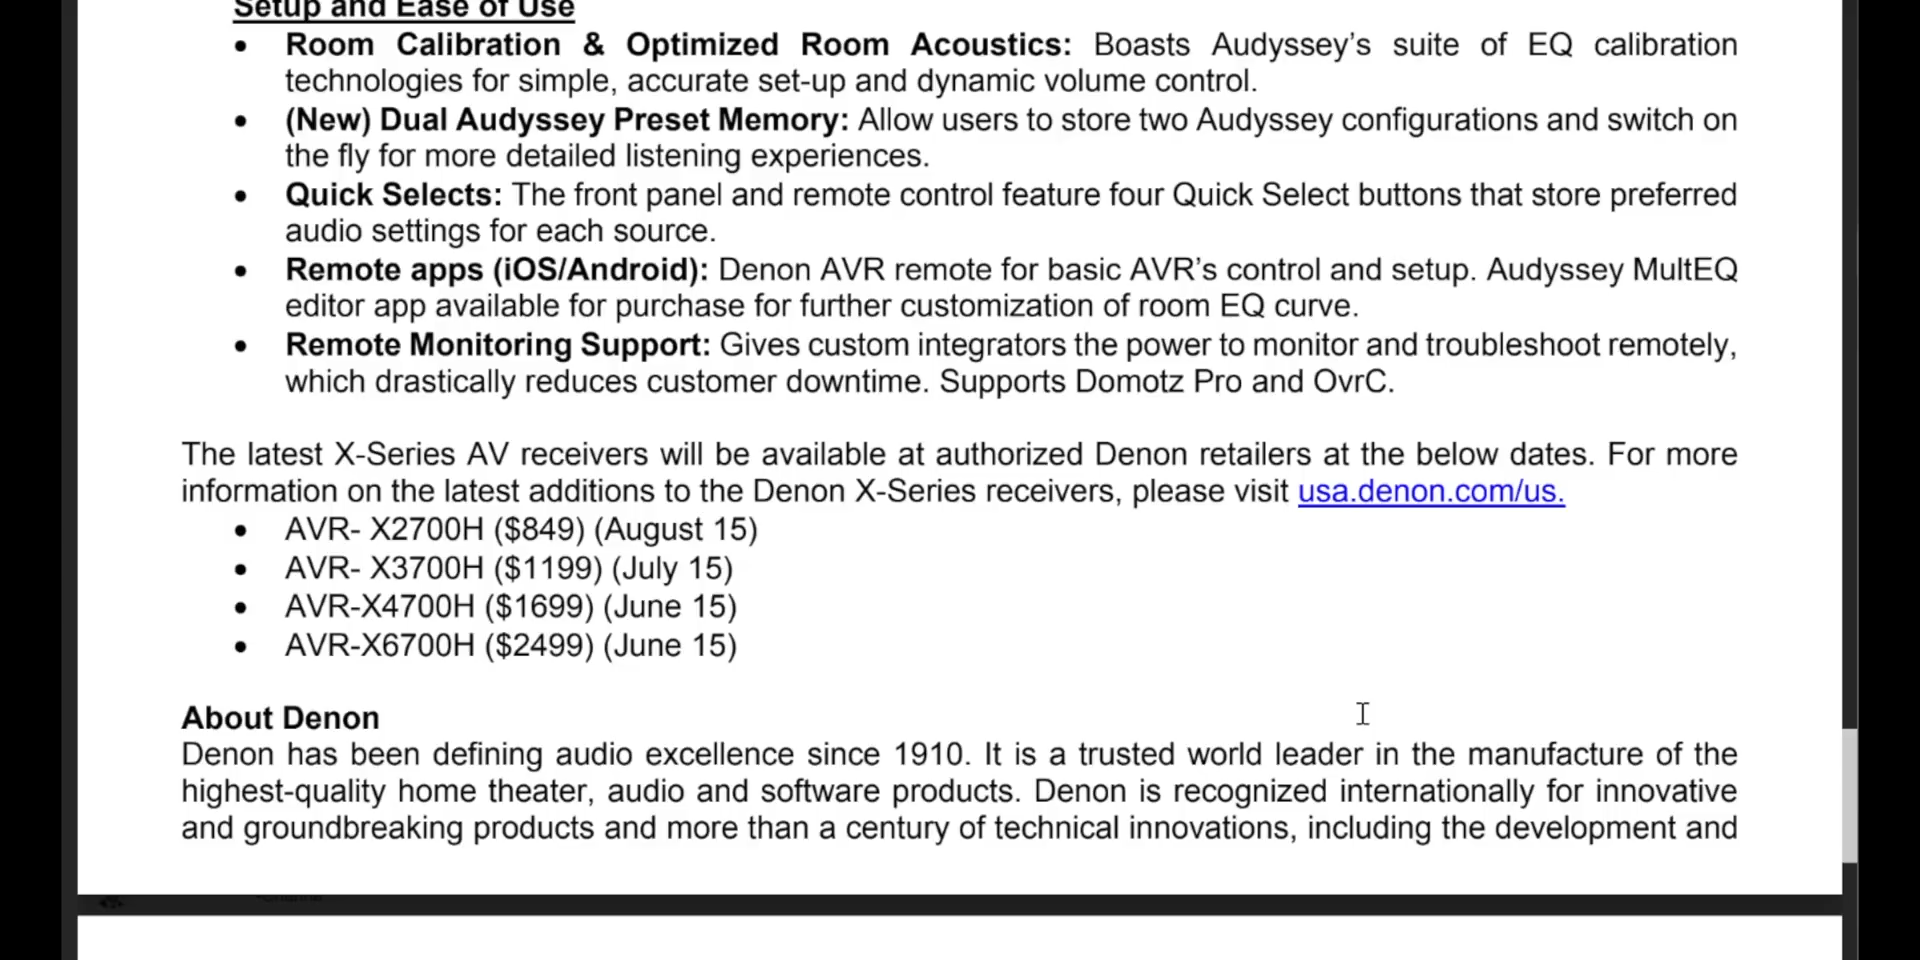 Setup and Ease of Use
• Room Calibration & Optimized Room Acoustics: Boasts Audyssey’s suite of EQ calibration
technologies for simple, accurate set-up and dynamic volume control.
• (New) Dual Audyssey Preset Memory: Allow users to store two Audyssey configurations and switch on
the fly for more detailed listening experiences.
• Quick Selects: The front panel and remote control feature four Quick Select buttons that store preferred
audio settings for each source.
• Remote apps (iOS/Android): Denon AVR remote for basic AVR’s control and setup. Audyssey MultEQ
editor app available for purchase for further customization of room EQ curve.
• Remote Monitoring Support: Gives custom integrators the power to monitor and troubleshoot remotely,
which drastically reduces customer downtime. Supports Domotz Pro and OvrC.
The latest X-Series AV receivers will be available at authorized Denon retailers at the below dates. For more
information on the latest additions to the Denon X-Series receivers, please visit usa.denon.com/us.
• AVR- X2700H ($849) (August 15)
• AVR- X3700H ($1199) (July 15)
• AVR-X4700H ($1699) (June 15)
• AVR-X6700H ($2499) (June 15)
About Denon
Denon has been defining audio excellence since 1910. It is a trusted world leader in the manufacture of the
highest-quality home theater, audio and software products. Denon is recognized internationally for innovative
and groundbreaking products and more than a century of technical innovations, including the development and